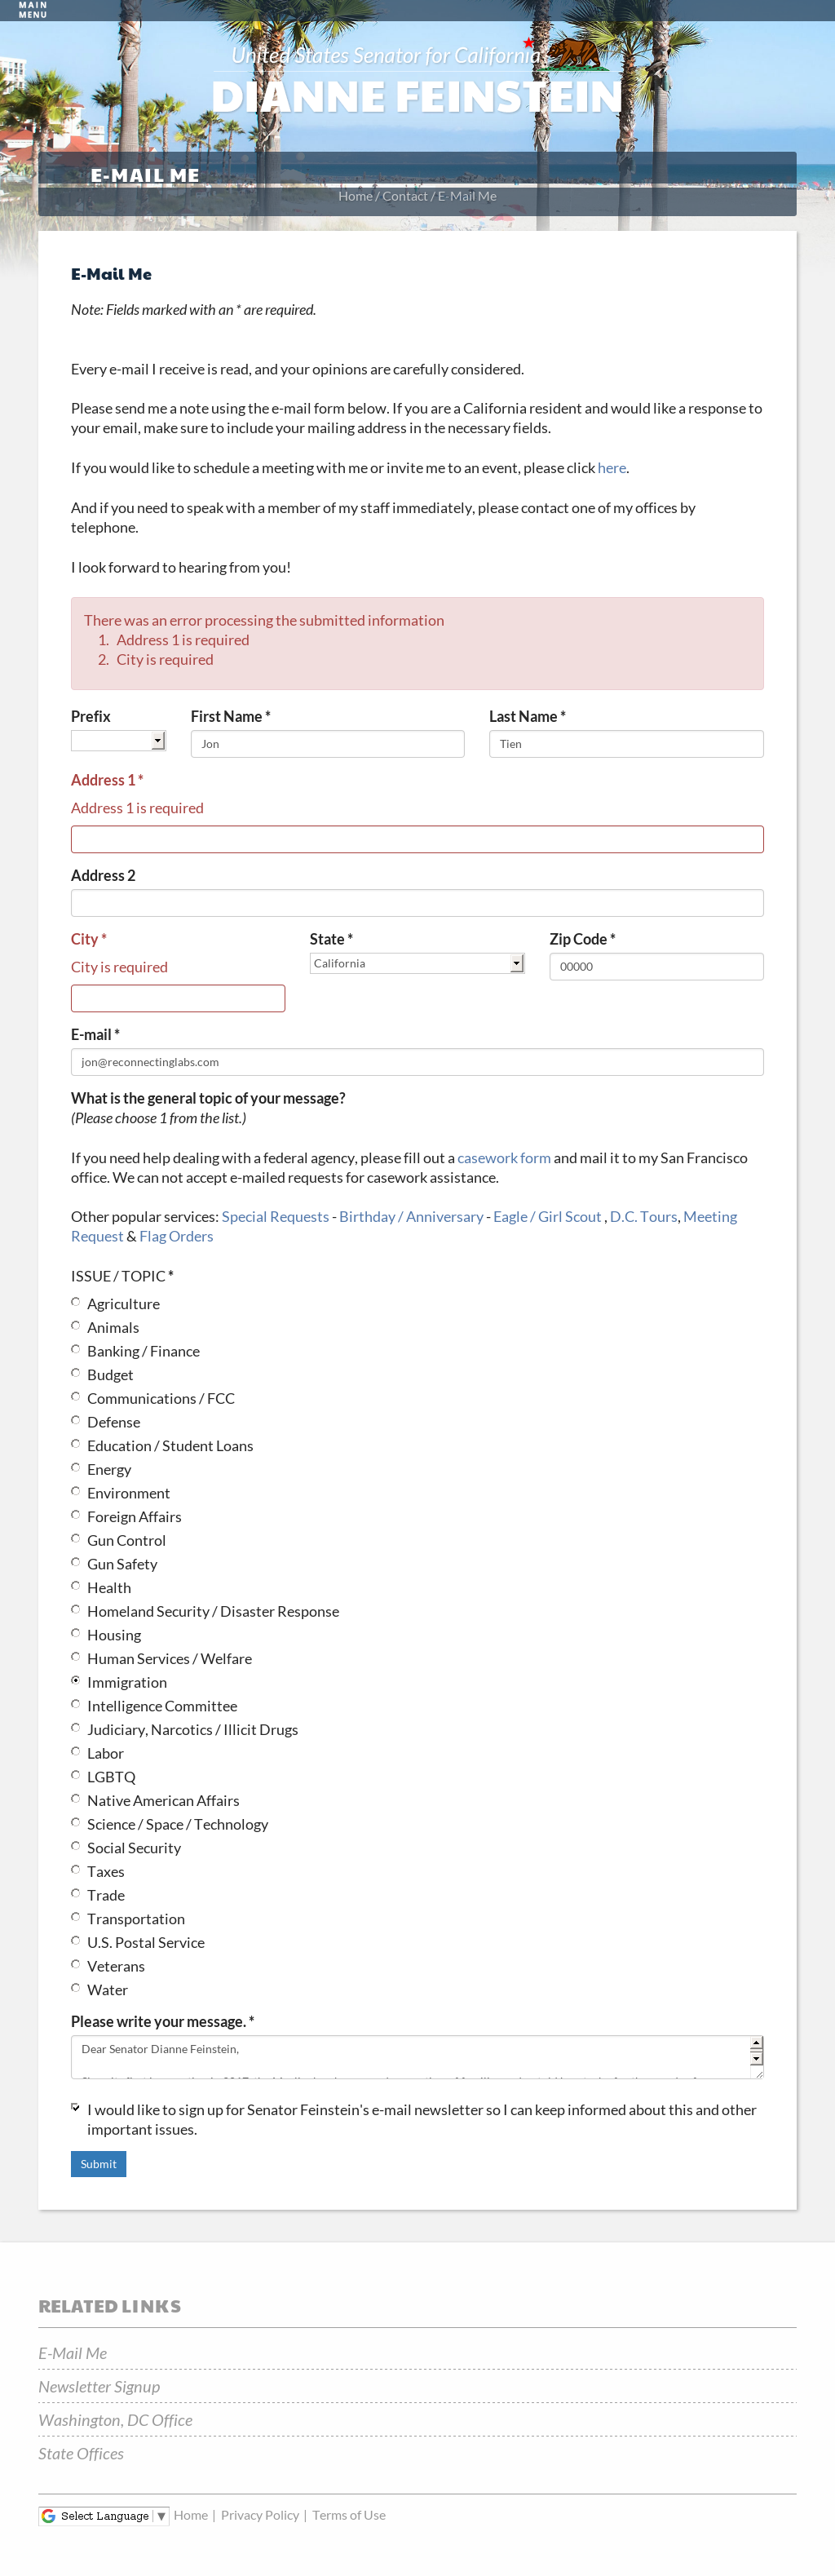 MAIN
MENU
United States Senator for California
DIANNE FEINSTEIN
E-MAIL ME
Home / Contact / E-Mail Me
E-Mail Me
Note: Fields marked with an * are required.
Every e-mail I receive is read, and your opinions are carefully considered.
Please send me a note using the e-mail form below. If you are a California resident and would like a response to
your email, make sure to include your mailing address in the necessary fields.
If you would like to schedule a meeting with me or invite me to an event, please click here.
And if you need to speak with a member of my staff immediately, please contact one of my offices by
telephone.
I look forward to hearing from you!
There was an error processing the submitted information
1. Address 1 is required
2. City is required
Prefix First Name * Last Name *
Jon Tien
Address 1 *
Address 1 is required
Address 2
City * State * Zip Code *
City is required California 00000
E-mail *
jon@reconnectinglabs.com
What is the general topic of your message?
(Please choose 1 from the list.)
If you need help dealing with a federal agency, please fill out a casework form and mail it to my San Francisco
office. We can not accept e-mailed requests for casework assistance.
Other popular services: Special Requests - Birthday / Anniversary - Eagle / Girl Scout , D.C. Tours, Meeting
Request & Flag Orders
ISSUE / TOPIC *
Agriculture
Animals
Banking / Finance
Budget
Communications / FCC
Defense
Education / Student Loans
Energy
Environment
Foreign Affairs
Gun Control
Gun Safety
Health
Homeland Security / Disaster Response
Housing
Human Services / Welfare
Immigration
Intelligence Committee
Judiciary, Narcotics / Illicit Drugs
Labor
LGBTQ
Native American Affairs
Science / Space / Technology
Social Security
Taxes
Trade
Transportation
U.S. Postal Service
Veterans
Water
Please write your message. *
Dear Senator Dianne Feinstein,
I would like to sign up for Senator Feinstein's e-mail newsletter so I can keep informed about this and other
important issues.
Submit
RELATED LINKS
E-Mail Me
Newsletter Signup
Washington, DC Office
State Offices
Select Language ▼ Home | Privacy Policy | Terms of Use